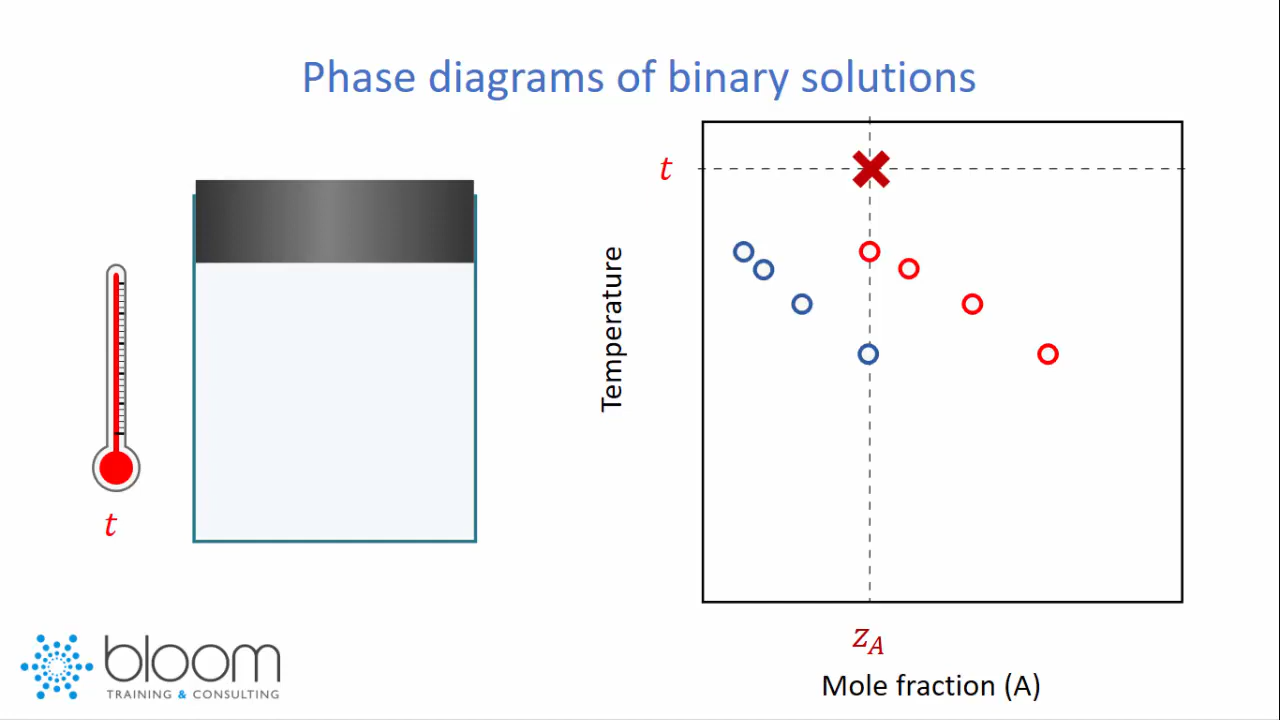 Phase diagrams of binary solutions
t
Temperature
t
z_A
Mole fraction (A)
bloom
TRAINING & CONSULTING